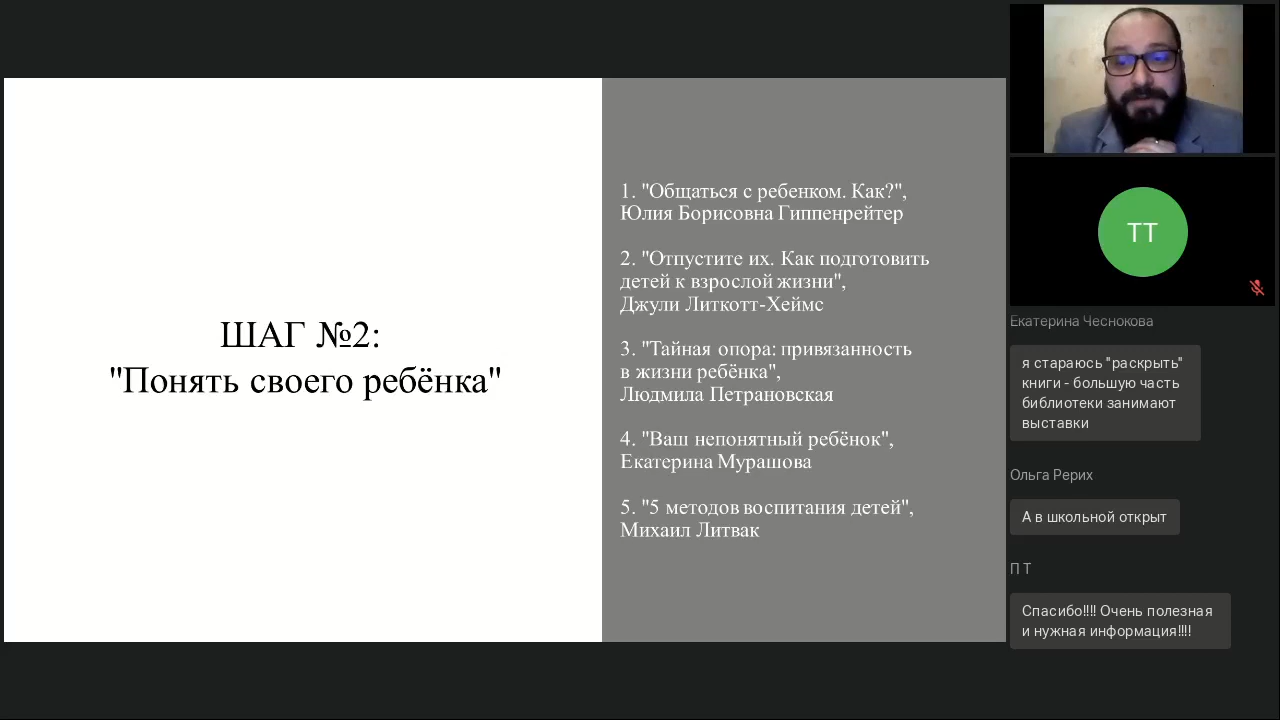 ШАГ №2:
"Понять своего ребёнка"
1. "Общаться с ребенком. Как?",
Юлия Борисовна Гиппенрейтер
2. "Отпустите их. Как подготовить
детей к взрослой жизни",
Джули Литкотт-Хеймс
3. "Тайная опора: привязанность
в жизни ребёнка",
Людмила Петрановская
4. "Ваш непонятный ребёнок",
Екатерина Мурашова
5. "5 методов воспитания детей",
Михаил Литвак
ТТ
Екатерина Чеснокова
я стараюсь "раскрыть"
книги - большую часть
библиотеки занимают
выставки
Ольга Рерих
А в школьной открыт
П Т
Спасибо!!!! Очень полезная
и нужная информация!!!!